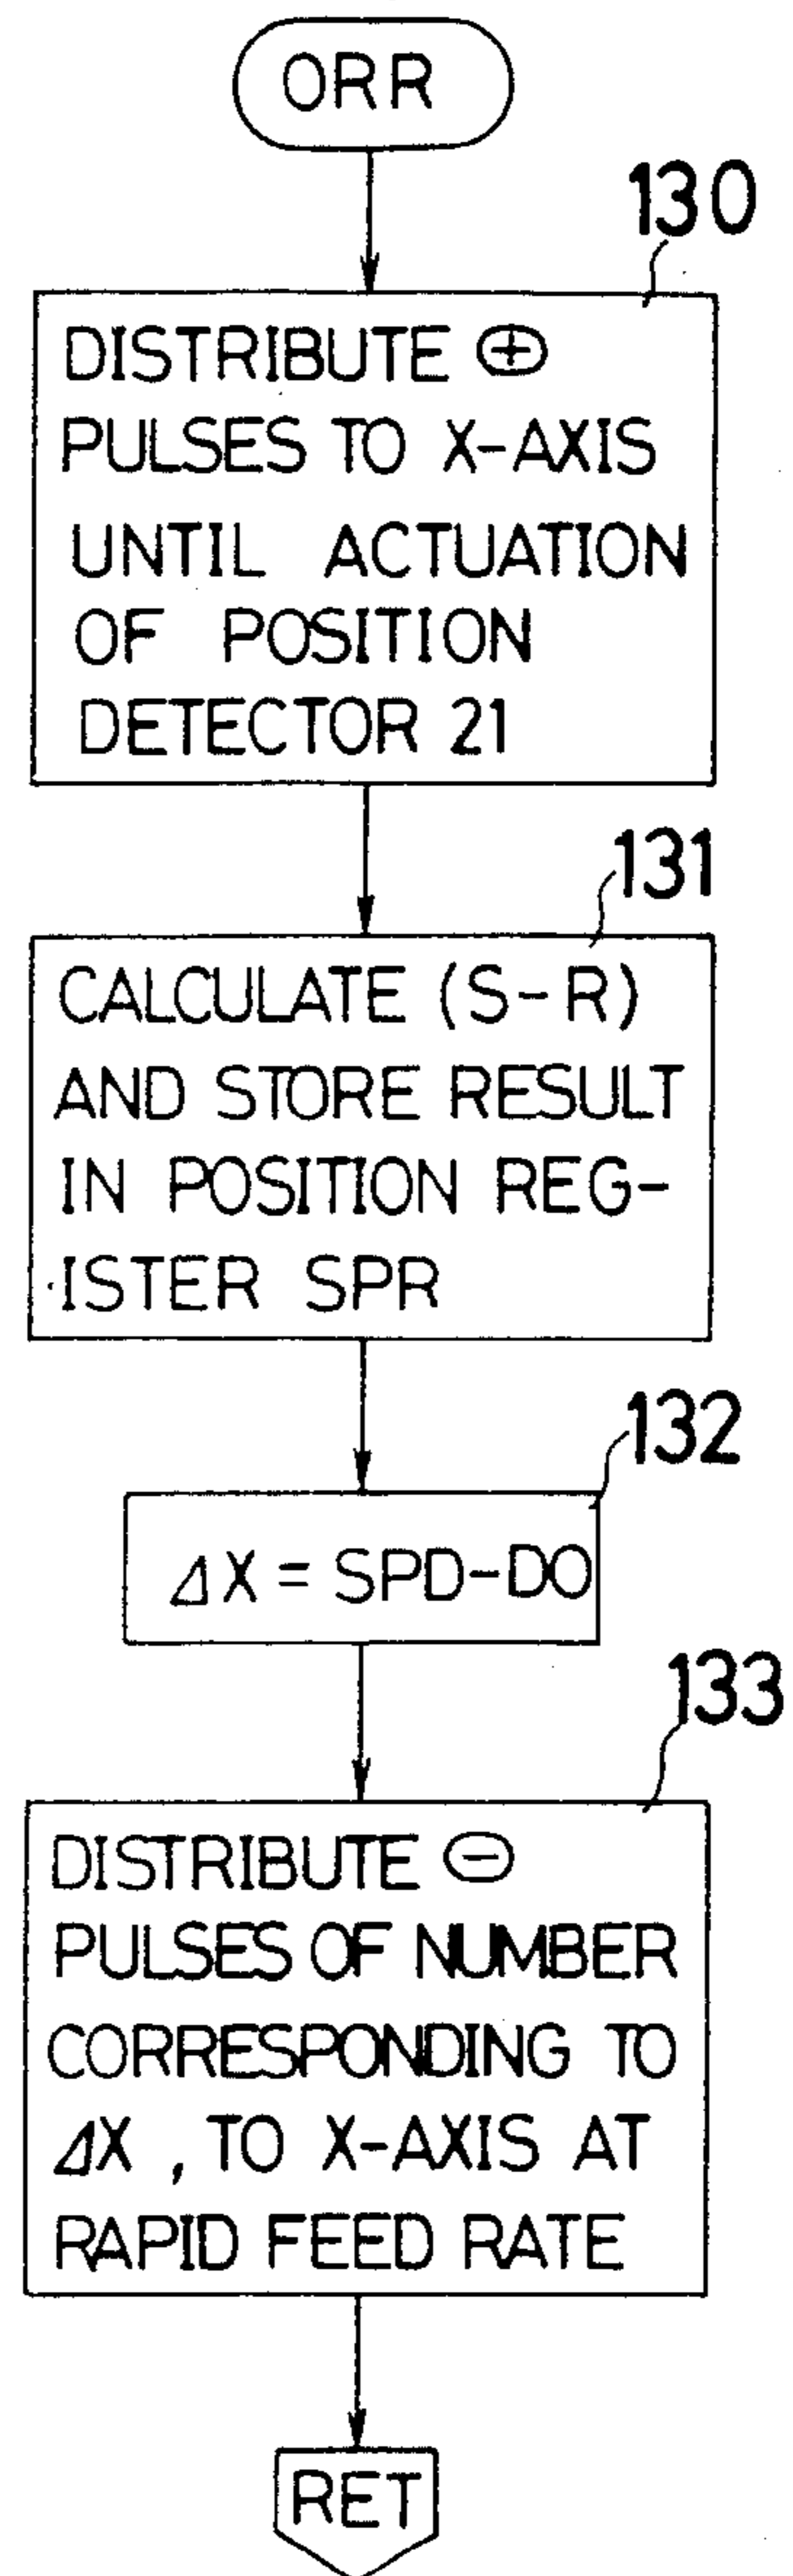 ORR
130
DISTRIBUTE ⊕
PULSES TO X-AXIS
UNTIL ACTUATION
OF POSITION
DETECTOR 21
131
CALCULATE (S-R)
AND STORE RESULT
IN POSITION REG-
ISTER SPR
132
ΔX = SPD-DO
133
DISTRIBUTE ⊖
PULSES OF NUMBER
CORRESPONDING TO
ΔX , TO X-AXIS AT
RAPID FEED RATE
RET